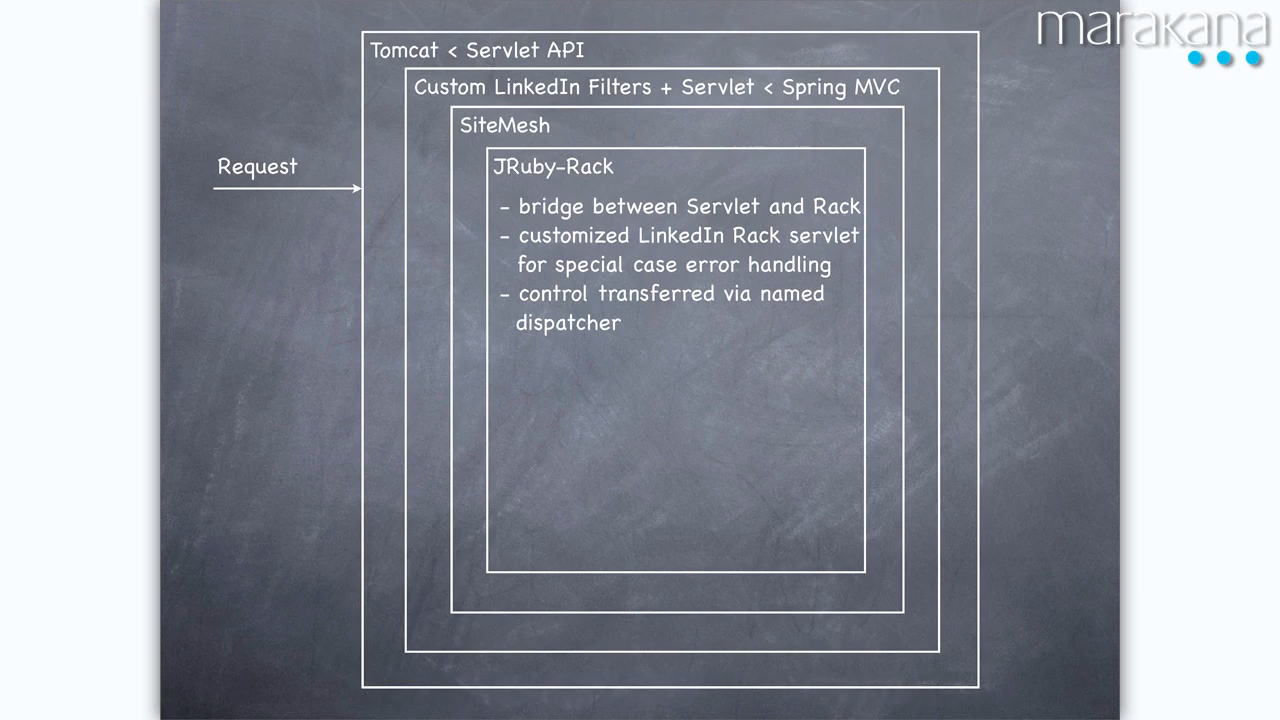 marakana
Tomcat < Servlet API
Custom LinkedIn Filters + Servlet < Spring MVC
SiteMesh
Request
JRuby-Rack
- bridge between Servlet and Rack
- customized LinkedIn Rack servlet
for special case error handling
- control transferred via named
dispatcher